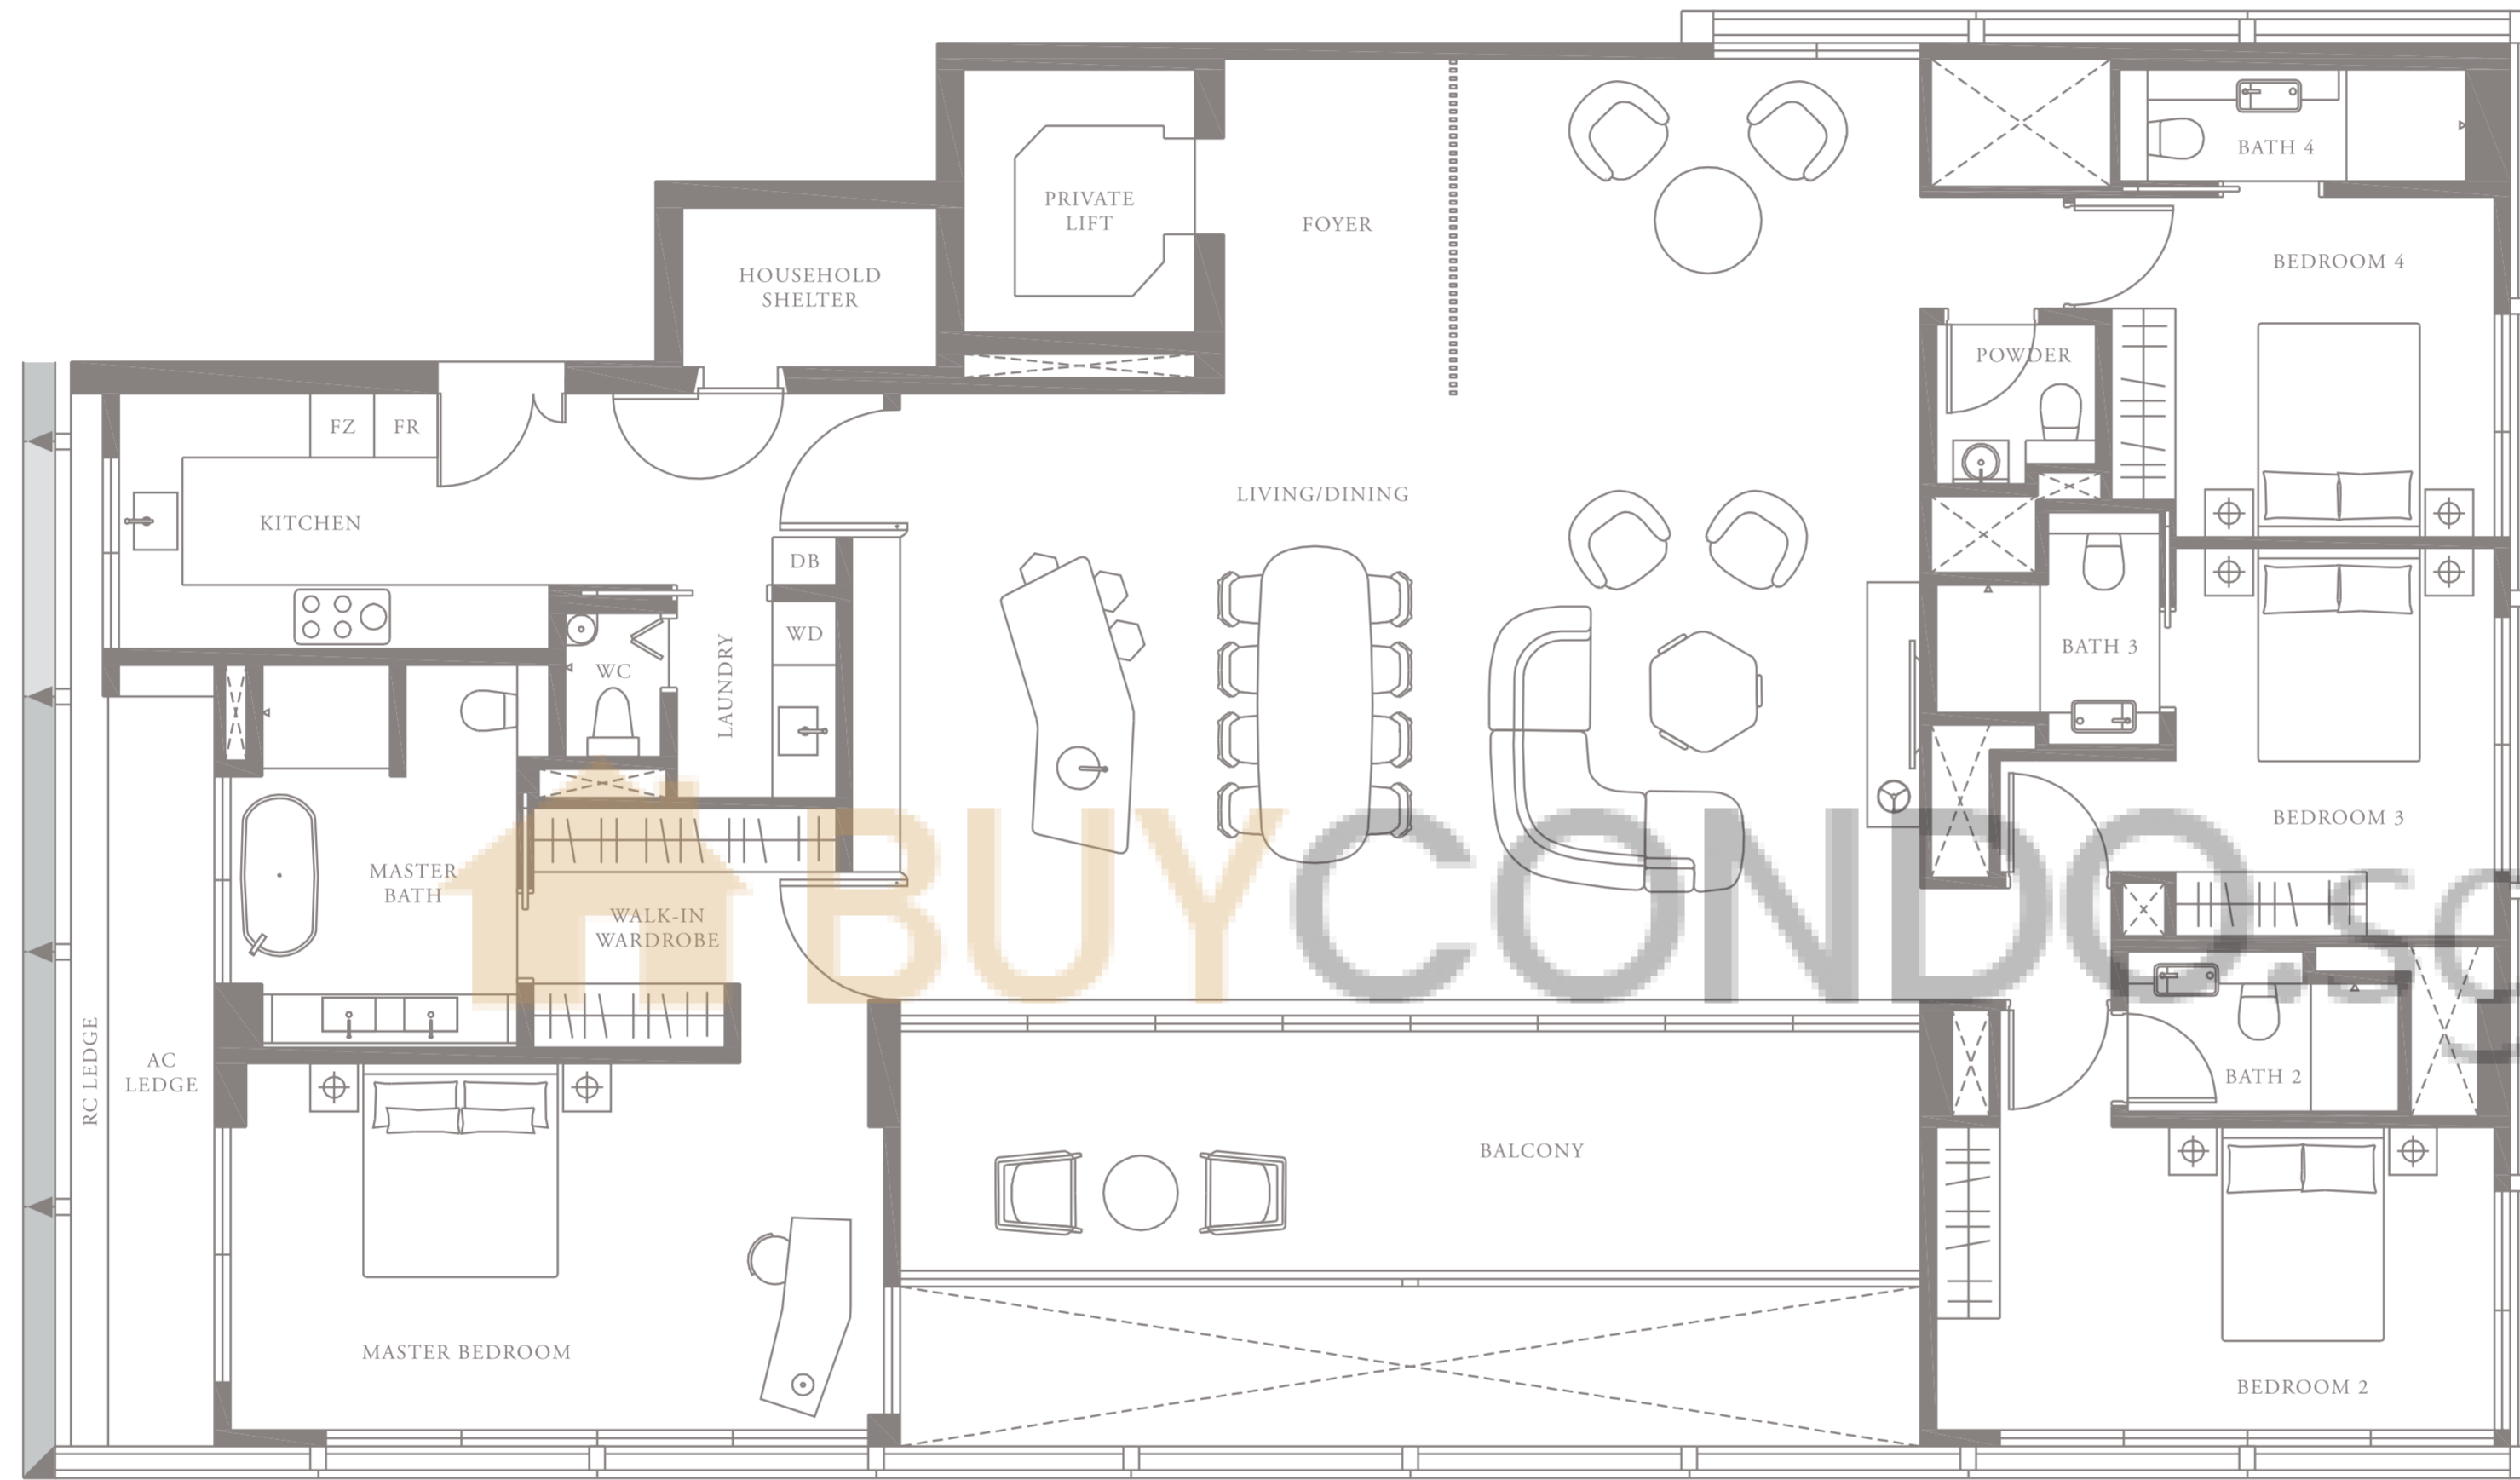 BATH 4
PRIVATE
LIFT
FOYER
BEDROOM 4
HOUSEHOLD
SHELTER
POWDER
FZ
FR
LIVING/DINING
KITCHEN
DB
WD
WC
LAUNDRY
BATH 3
BEDROOM 3
MASTER
BATH
WALK-IN
WARDROBE
BUYCONDO.sg
RC LEDGE
AC
LEDGE
BATH 2
BALCONY
MASTER BEDROOM
BEDROOM 2